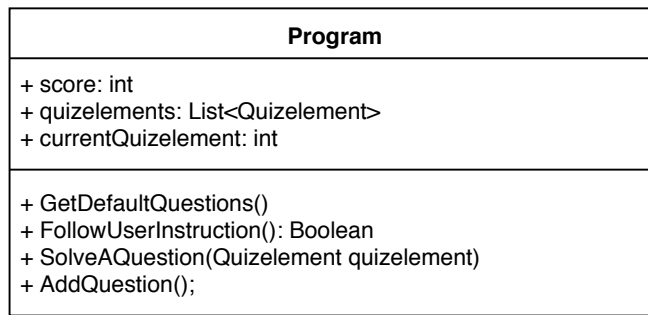 Program
+ score: int
+ quizelements: List<Quizelement>
+ currentQuizelement: int
+ GetDefaultQuestions()
+ FollowUserInstruction(): Boolean
+ SolveAQuestion(Quizelement quizelement)
+ AddQuestion();